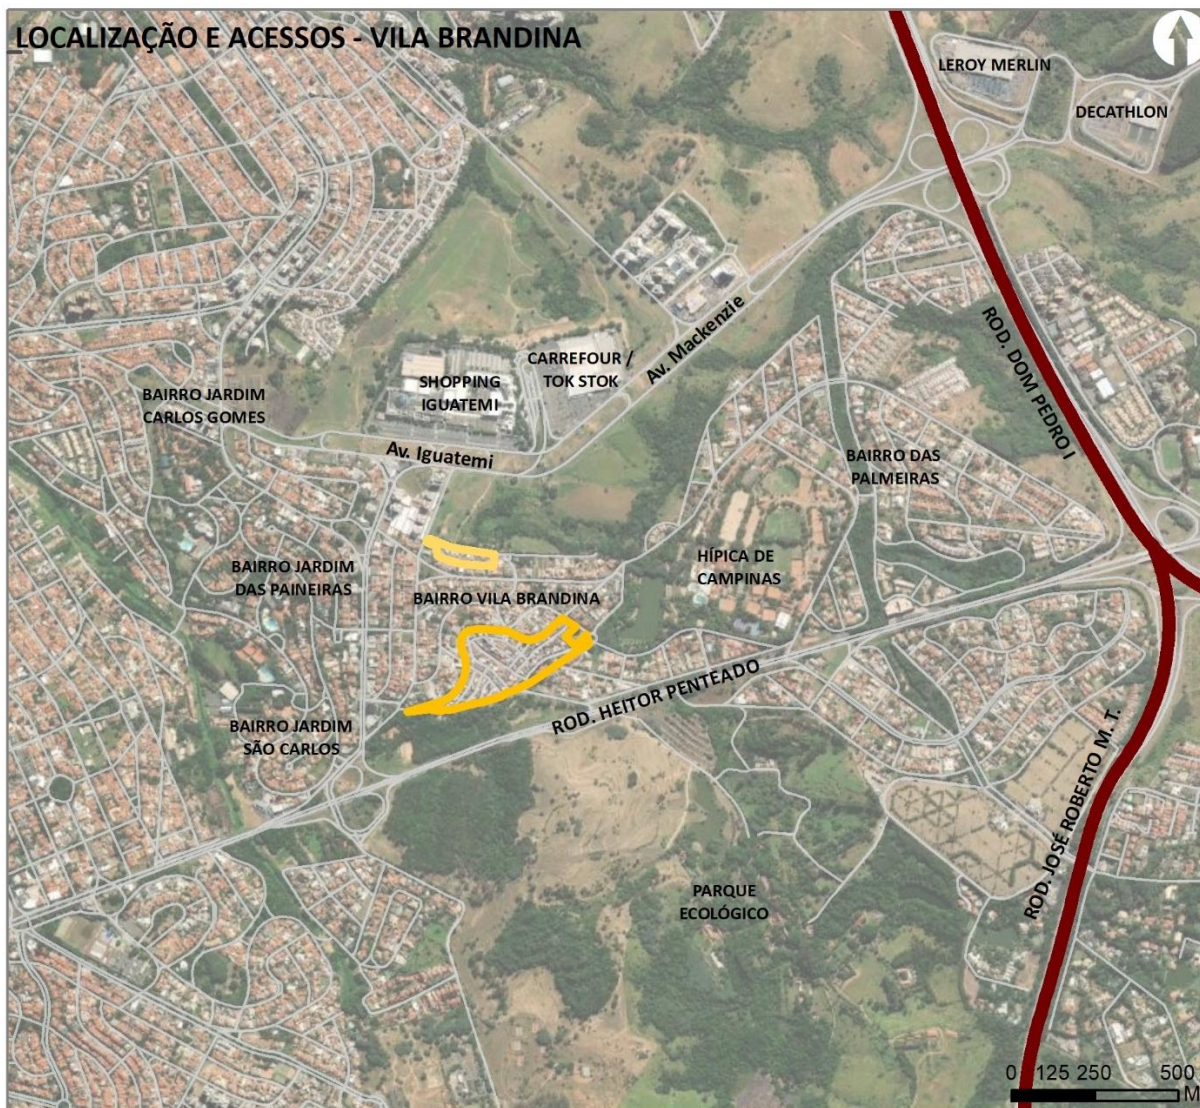 LOCALIZAÇÃO E ACESSOS - VILA BRANDINA
LEROY MERLIN
DECATHLON
Av. Mackenzie
ROD. DOM PEDRO I
CARREFOUR /
TOK STOK
SHOPPING
IGUATEMI
BAIRRO JARDIM
CARLOS GOMES
Av. Iguatemi
BAIRRO DAS
PALMEIRAS
HÍPICA DE
CAMPINAS
BAIRRO JARDIM
DAS PAINEIRAS
BAIRRO VILA BRANDINA
ROD. HEITOR PENTEADO
BAIRRO JARDIM
SÃO CARLOS
ROD. JOSÉ ROBERTO M. T.
PARQUE
ECOLÓGICO
0 125 250 500
M